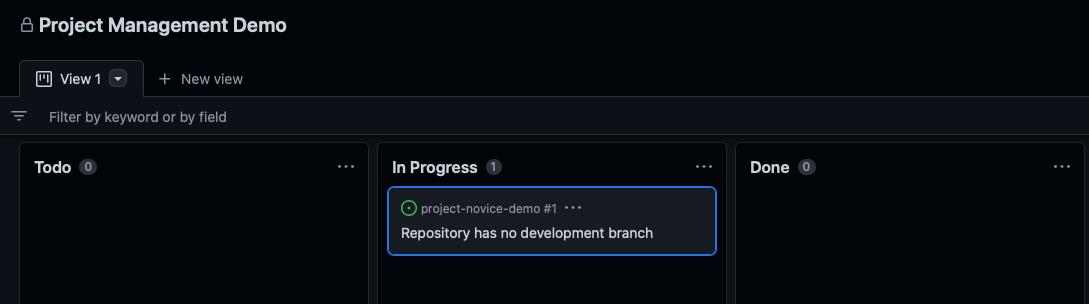 Project Management Demo
View 1
New view
Filter by keyword or by field
Todo 0
In Progress 1
Done 0
project-novice-demo #1
Repository has no development branch